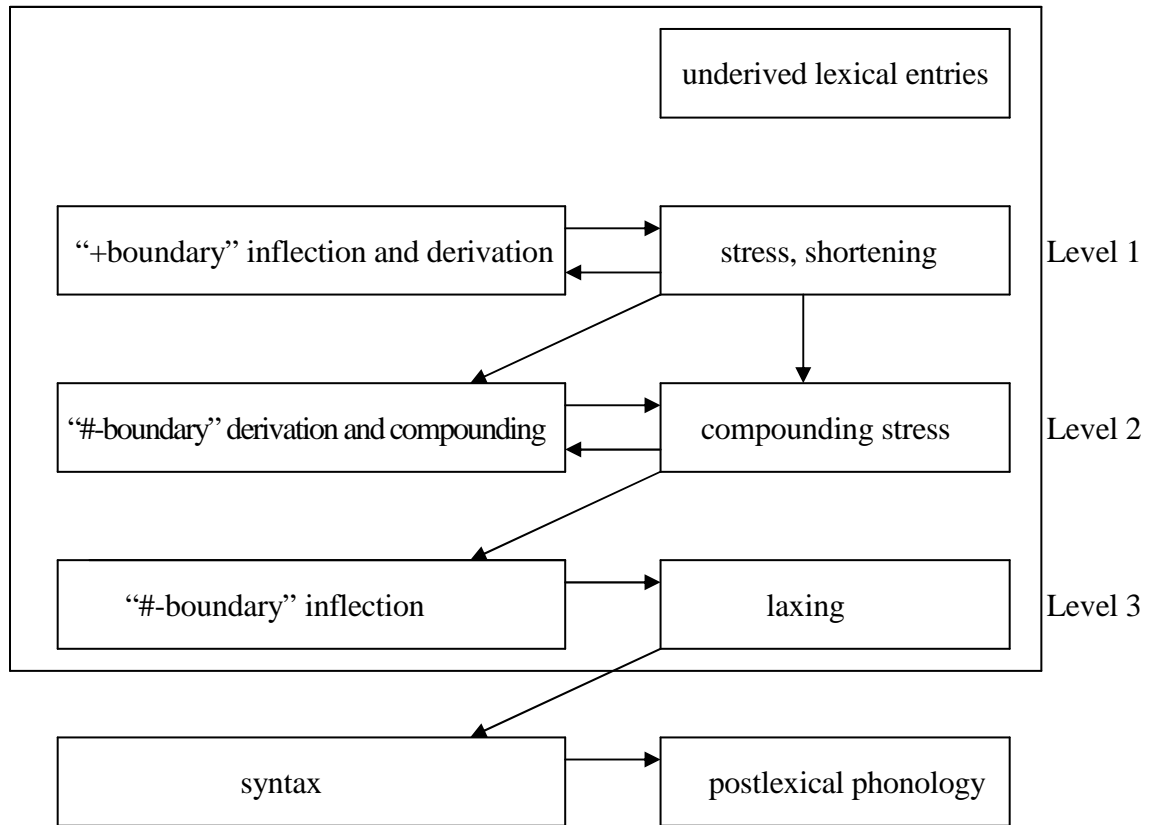 underived lexical entries
“+boundary” inflection and derivation
stress, shortening
Level 1
“#-boundary” derivation and compounding
compounding stress
Level 2
“#-boundary” inflection
laxing
Level 3
syntax
postlexical phonology